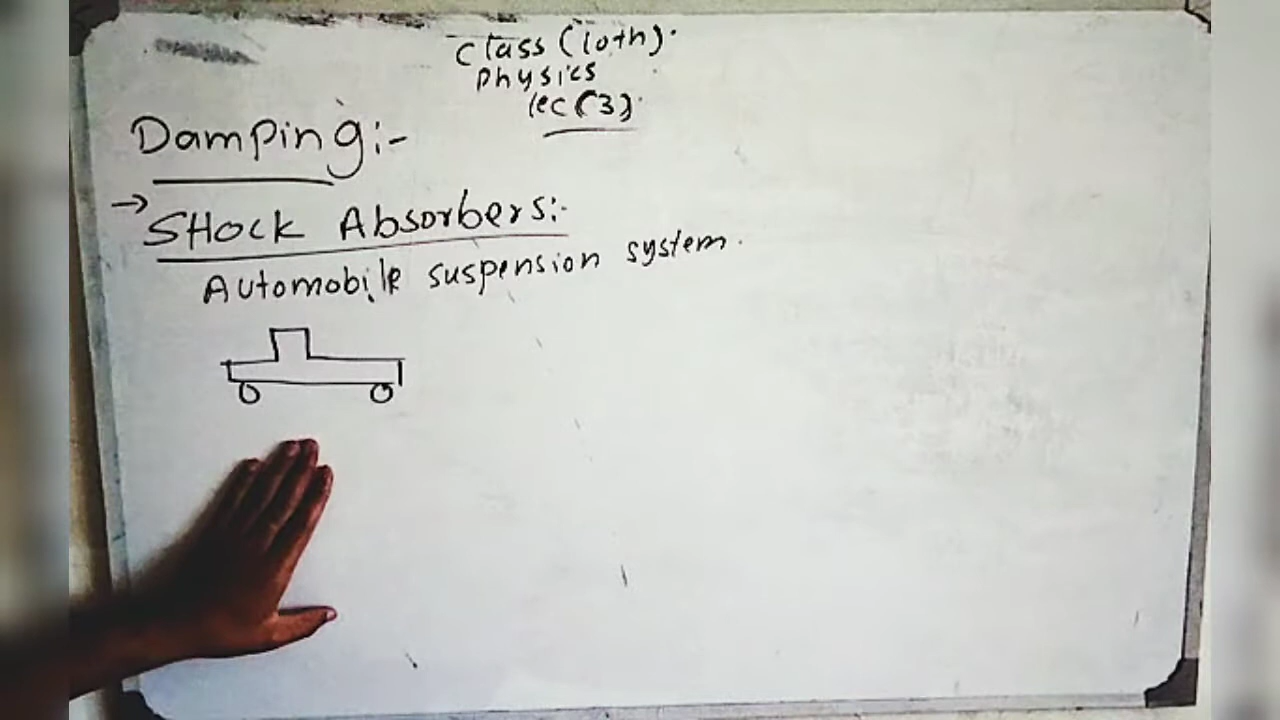 Class (10th).
Physics
lec (3).
Damping:-
→ SHock Absorbers:-
Automobile suspension system.